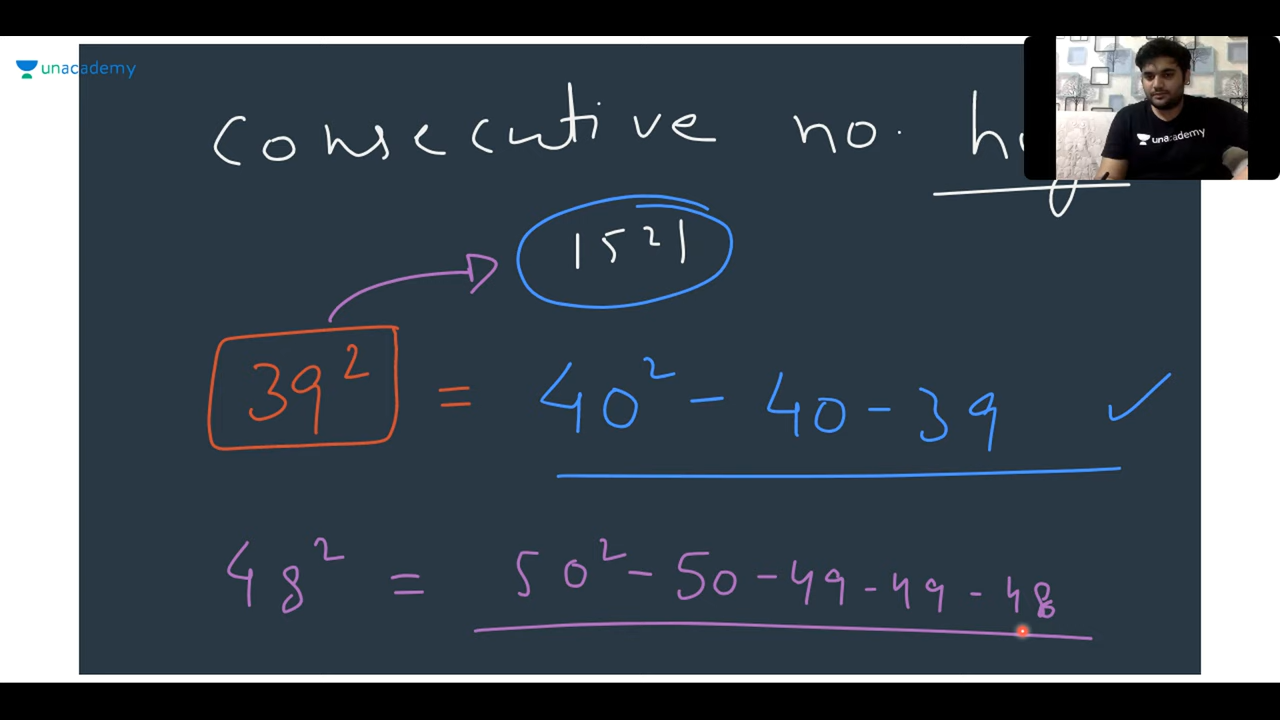 unacademy
consecutive no.
unacademy
1521
39² = 40² - 40 - 39 ✓
48² = 50² - 50 - 49 - 49 - 48